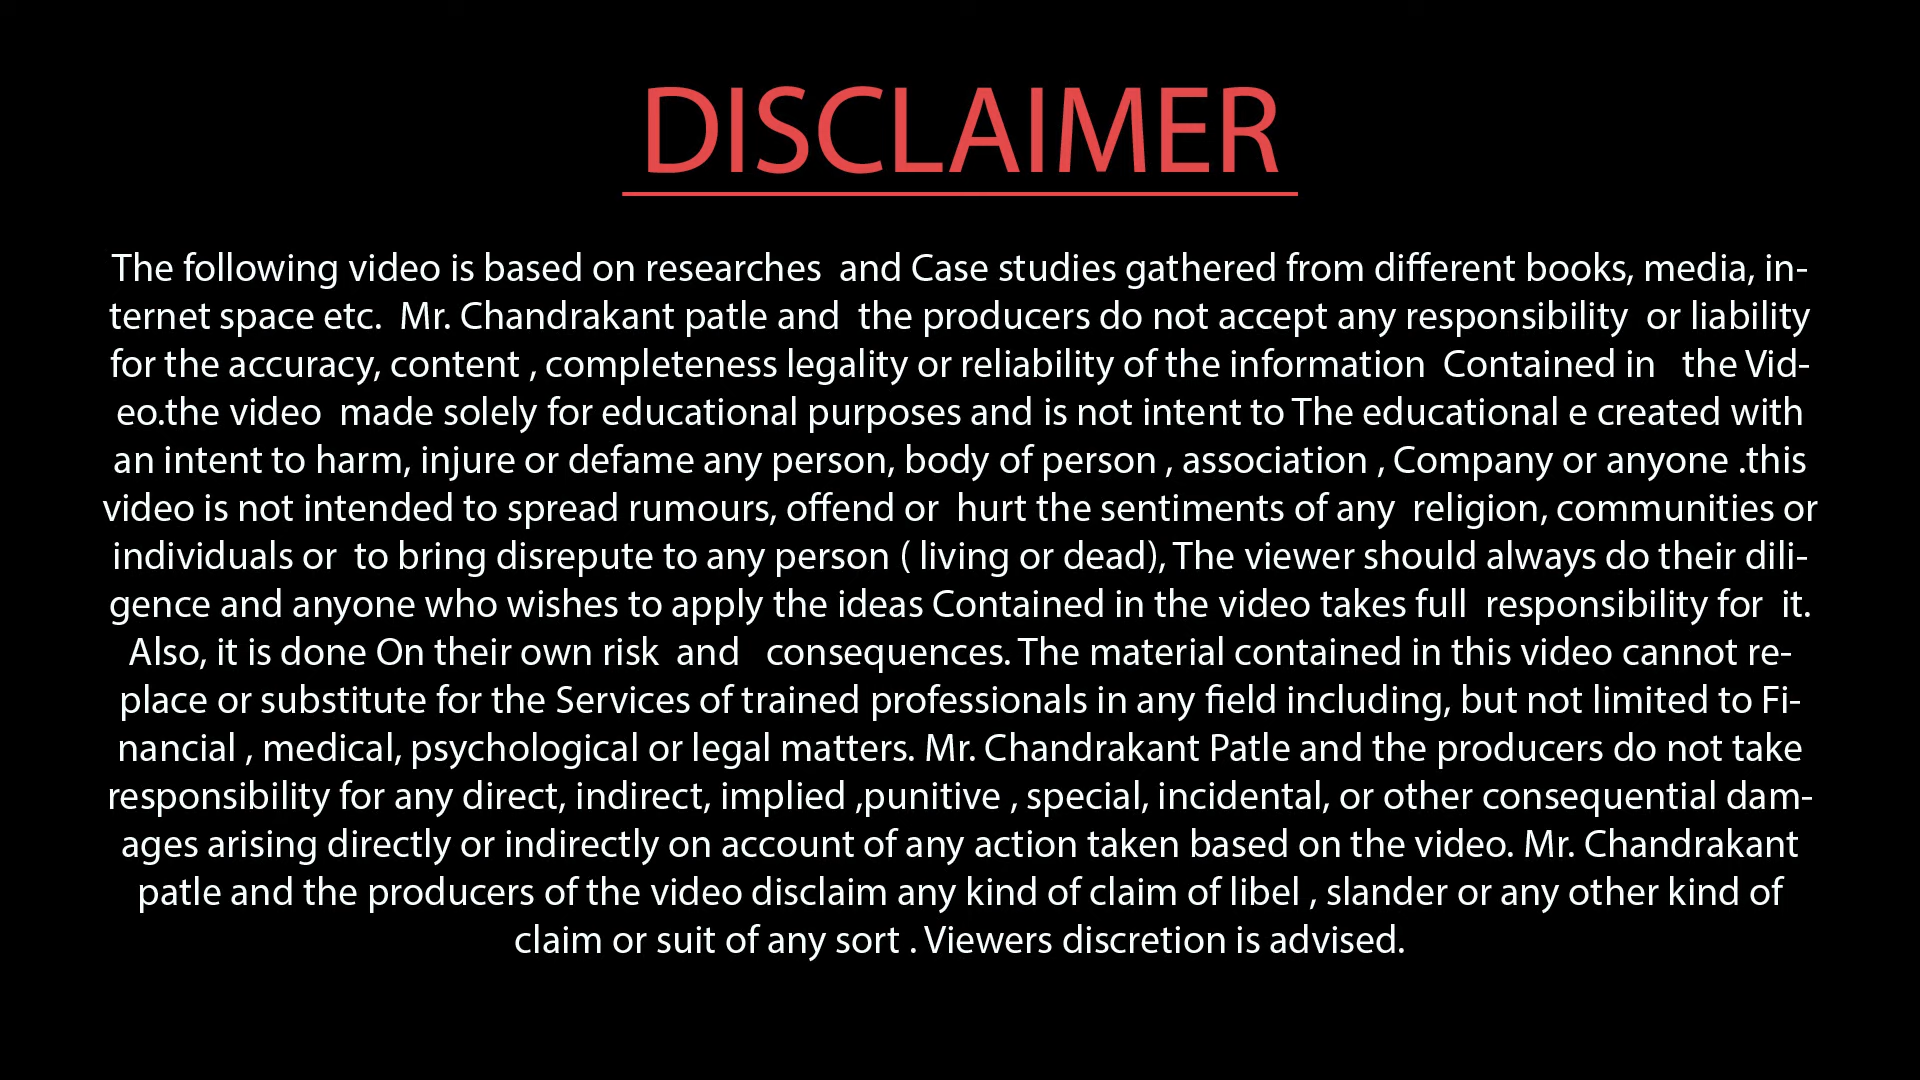 DISCLAIMER
The following video is based on researches  and Case studies gathered from different books, media, in-
ternet space etc.  Mr. Chandrakant patle and  the producers do not accept any responsibility  or liability
for the accuracy, content , completeness legality or reliability of the information  Contained in   the Vid-
eo.the video  made solely for educational purposes and is not intent to The educational e created with
an intent to harm, injure or defame any person, body of person , association , Company or anyone .this
video is not intended to spread rumours, offend or  hurt the sentiments of any  religion, communities or
individuals or  to bring disrepute to any person ( living or dead), The viewer should always do their dili-
gence and anyone who wishes to apply the ideas Contained in the video takes full  responsibility for  it.
Also, it is done On their own risk  and   consequences. The material contained in this video cannot re-
place or substitute for the Services of trained professionals in any field including, but not limited to Fi-
nancial , medical, psychological or legal matters. Mr. Chandrakant Patle and the producers do not take
responsibility for any direct, indirect, implied ,punitive , special, incidental, or other consequential dam-
ages arising directly or indirectly on account of any action taken based on the video. Mr. Chandrakant
patle and the producers of the video disclaim any kind of claim of libel , slander or any other kind of
claim or suit of any sort . Viewers discretion is advised.